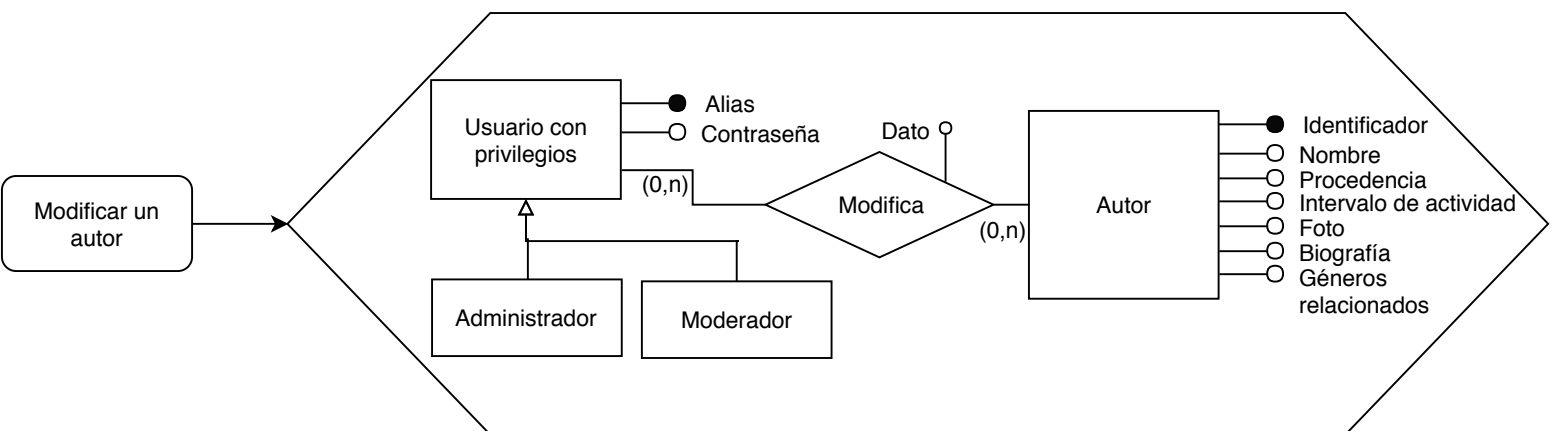 Modificar un
autor
Usuario con
privilegios
Alias
Contraseña
(0,n)
Administrador
Moderador
Dato
Modifica
(0,n)
Autor
Identificador
Nombre
Procedencia
Intervalo de actividad
Foto
Biografía
Géneros
relacionados